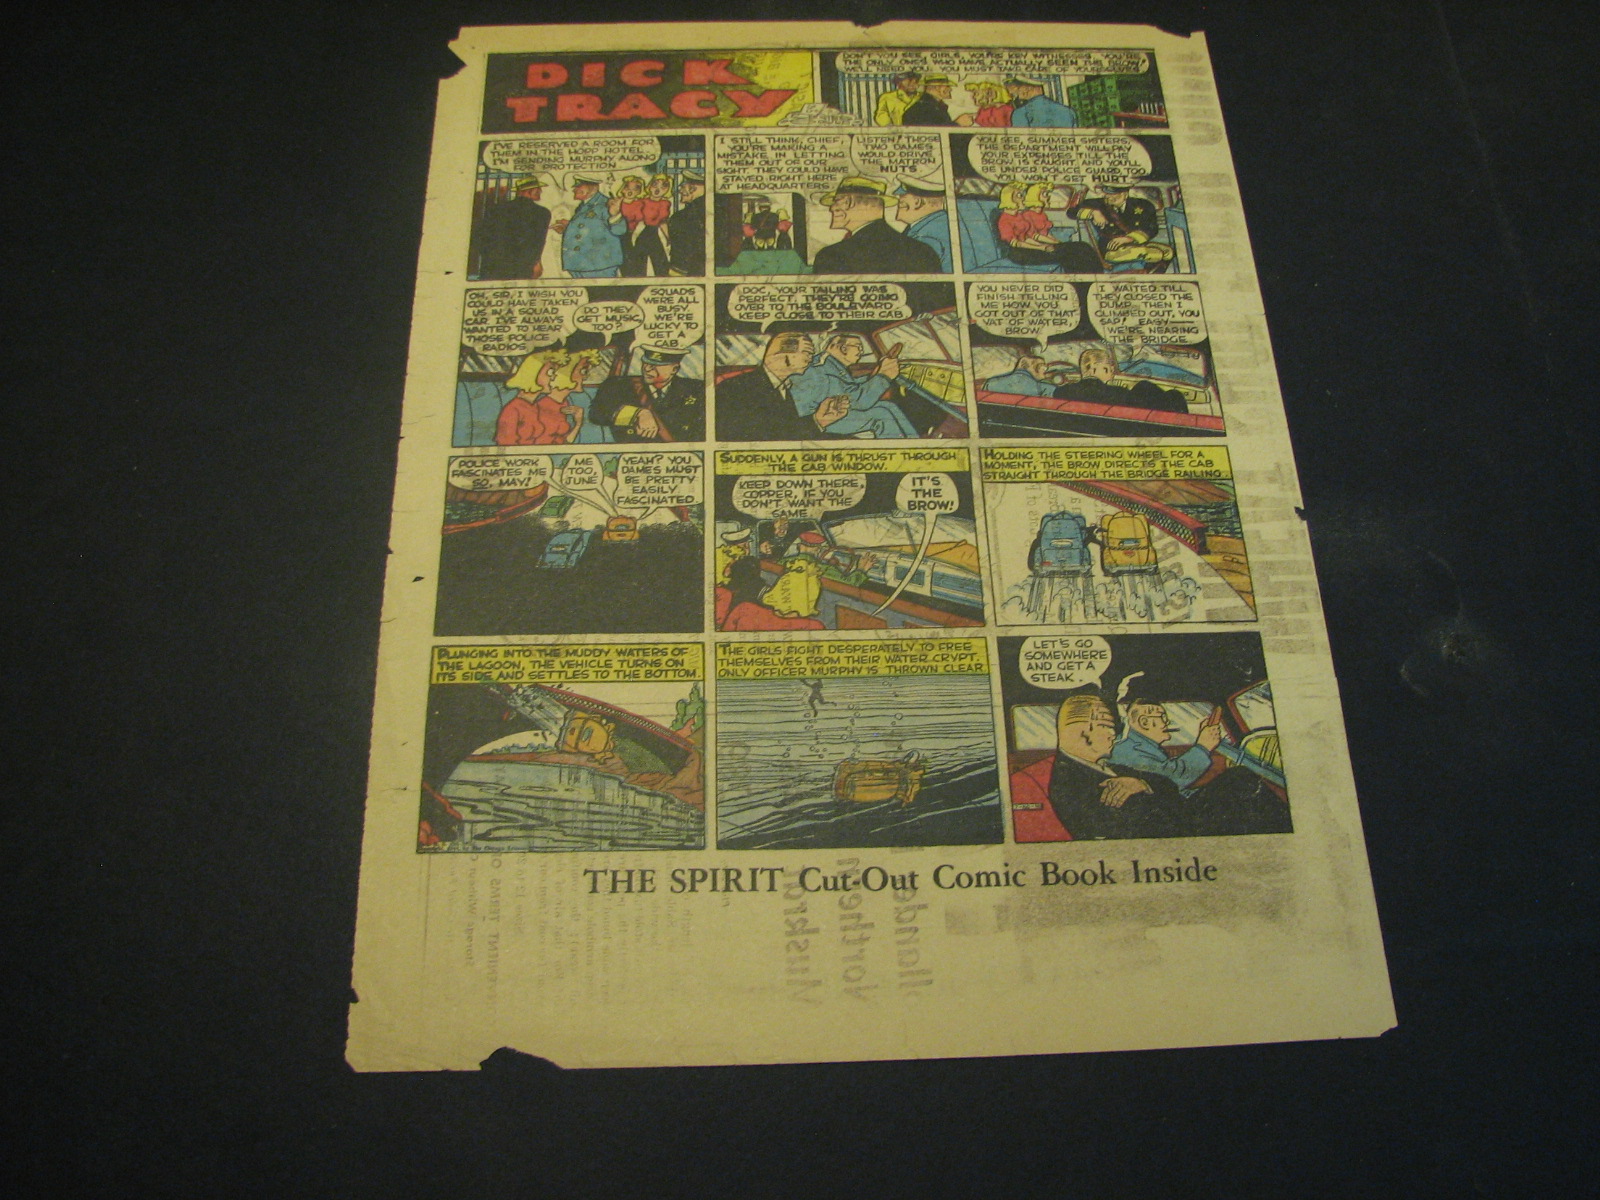 DICK
TRACY
DON'T YOU SEE, GIRLS, YOU'RE KEY WITNESSES. YOU'RE
THE ONLY ONES WHO HAVE ACTUALLY SEEN THE BROW!
WE'LL NEED YOU. YOU MUST TAKE CARE OF YOURSELVES
I'VE RESERVED A ROOM FOR
THEM IN THE HOPP HOTEL.
I'M SENDING MURPHY ALONG
FOR PROTECTION.
I STILL THINK, CHIEF,
YOU'RE MAKING A
MISTAKE IN LETTING
THEM OUT OF OUR
SIGHT. THEY COULD HAVE
STAYED RIGHT HERE
AT HEADQUARTERS.
LISTEN! THOSE
TWO DAMES
WOULD DRIVE
THE MATRON
NUTS.
YOU SEE, SUMMER SISTERS,
THE DEPARTMENT WILL PAY
YOUR EXPENSES TILL THE
BROW IS CAUGHT. AND YOU'LL
BE UNDER POLICE GUARD, TOO.
YOU WON'T GET HURT
OH, SIR, I WISH YOU
COULD HAVE TAKEN
US IN A SQUAD
CAR. I'VE ALWAYS
WANTED TO HEAR
THOSE POLICE
RADIOS.
DO THEY
GET MUSIC,
TOO?
SQUADS
WERE ALL
BUSY.
WE'RE
LUCKY TO
GET A
CAB.
DOC, YOUR TAILING WAS
PERFECT. THEY'RE GOING
OVER TO THE BOULEVARD.
KEEP CLOSE TO THEIR CAB.
YOU NEVER DID
FINISH TELLING
ME HOW YOU
GOT OUT OF THAT
VAT OF WATER,
BROW.
I WAITED TILL
THEY CLOSED THE
DUMP. THEN I
CLIMBED OUT, YOU
SAP! EASY—
WE'RE NEARING
THE BRIDGE.
POLICE WORK
FASCINATES ME
SO, MAY!
ME
TOO,
JUNE
YEAH? YOU
DAMES MUST
BE PRETTY
EASILY
FASCINATED.
SUDDENLY, A GUN IS THRUST THROUGH
THE CAB WINDOW.
KEEP DOWN THERE,
COPPER, IF YOU
DON'T WANT THE
SAME
IT'S
THE
BROW!
HOLDING THE STEERING WHEEL FOR A
MOMENT, THE BROW DIRECTS THE CAB
STRAIGHT THROUGH THE BRIDGE RAILING.
PLUNGING INTO THE MUDDY WATERS OF
THE LAGOON, THE VEHICLE TURNS ON
ITS SIDE AND SETTLES TO THE BOTTOM.
THE GIRLS FIGHT DESPERATELY TO FREE
THEMSELVES FROM THEIR WATER CRYPT.
ONLY OFFICER MURPHY IS THROWN CLEAR.
LET'S GO
SOMEWHERE
AND GET A
STEAK.
THE SPIRIT Cut-Out Comic Book Inside